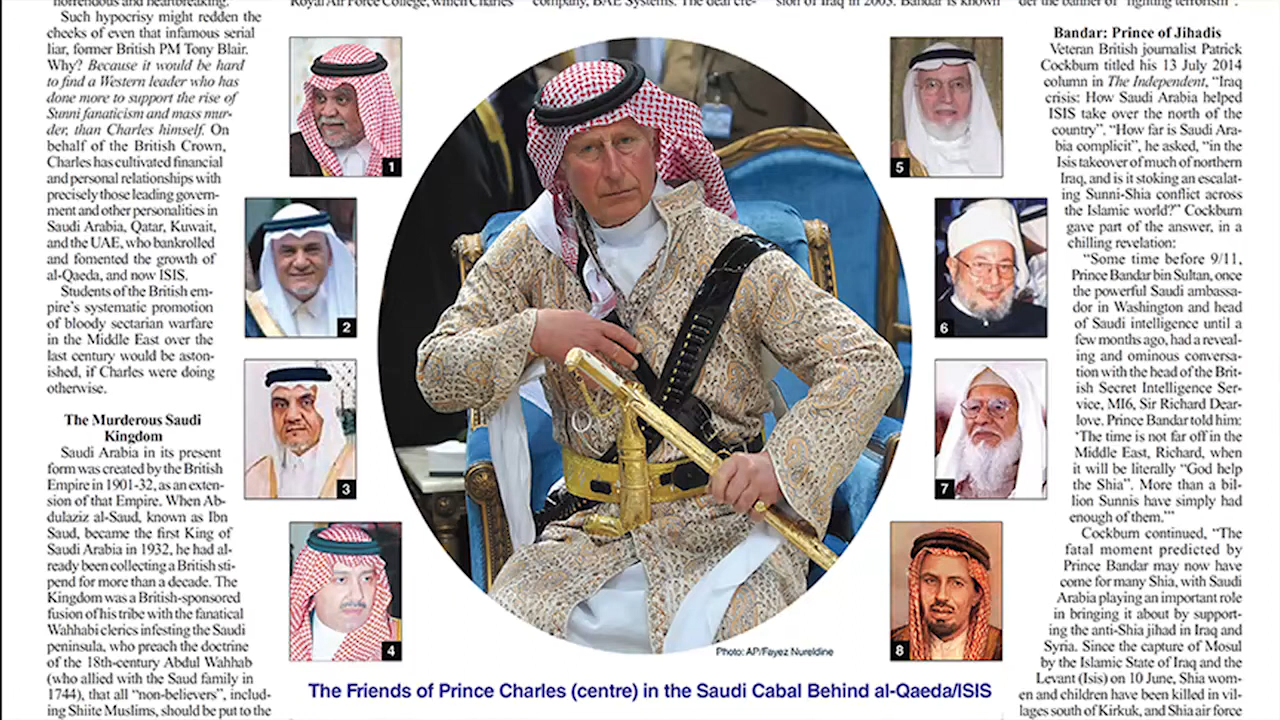 horrendous and heartbreaking.
Such hypocrisy might redden the
cheeks of even that infamous serial
liar, former British PM Tony Blair.
Why? Because it would be hard
to find a Western leader who has
done more to support the rise of
Sunni fanaticism and mass mur-
der, than Charles himself. On
behalf of the British Crown,
Charles has cultivated financial
and personal relationships with
precisely those leading govern-
ment and other personalities in
Saudi Arabia, Qatar, Kuwait,
and the UAE, who bankrolled
and fomented the growth of
al-Qaeda, and now ISIS.
Students of the British em-
pire's systematic promotion
of bloody sectarian warfare
in the Middle East over the
last century would be aston-
ished, if Charles were doing
otherwise.
The Murderous Saudi
Kingdom
Saudi Arabia in its present
form was created by the British
Empire in 1901-32, as an exten-
sion of that Empire. When Ab-
dulaziz al-Saud, known as Ibn
Saud, became the first King of
Saudi Arabia in 1932, he had al-
ready been collecting a British sti-
pend for more than a decade. The
Kingdom was a British-sponsored
fusion of his tribe with the fanatical
Wahhabi clerics infesting the Saudi
peninsula, who preach the doctrine
of the 18th-century Abdul Wahhab
(who allied with the Saud family in
1744), that all "non-believers", includ-
ing Shiite Muslims, should be put to the
Royal Air Force College, which Charles
company, BAE Systems. The deal cre-
sion of Iraq in 2003. Bandar is known
1
2
3
4
5
6
7
8
Photo: AP/Fayez Nureldine
The Friends of Prince Charles (centre) in the Saudi Cabal Behind al-Qaeda/ISIS
der the banner of "fighting terrorism".
Bandar: Prince of Jihadis
Veteran British journalist Patrick
Cockburn titled his 13 July 2014
column in The Independent, "Iraq
crisis: How Saudi Arabia helped
ISIS take over the north of the
country". "How far is Saudi Ara-
bia complicit", he asked, "in the
Isis takeover of much of northern
Iraq, and is it stoking an escalat-
ing Sunni-Shia conflict across
the Islamic world?" Cockburn
gave part of the answer, in a
chilling revelation:
"Some time before 9/11,
Prince Bandar bin Sultan, once
the powerful Saudi ambassa-
dor in Washington and head
of Saudi intelligence until a
few months ago, had a reveal-
ing and ominous conversa-
tion with the head of the Brit-
ish Secret Intelligence Ser-
vice, MI6, Sir Richard Dear-
love. Prince Bandar told him:
'The time is not far off in the
Middle East, Richard, when
it will be literally "God help
the Shia". More than a bil-
lion Sunnis have simply had
enough of them.'"
Cockburn continued, "The
fatal moment predicted by
Prince Bandar may now have
come for many Shia, with Saudi
Arabia playing an important role
in bringing it about by support-
ing the anti-Shia jihad in Iraq and
Syria. Since the capture of Mosul
by the Islamic State of Iraq and the
Levant (Isis) on 10 June, Shia wom-
en and children have been killed in vil-
lages south of Kirkuk, and Shia air force